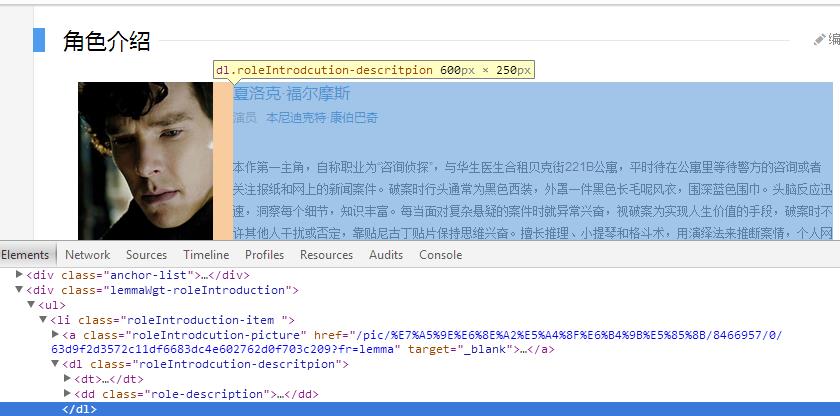 角色介绍
dl.roleIntrodcution-descritpion 600px × 250px
夏洛克·福尔摩斯
演员 本尼迪克特·康伯巴奇
本作第一主角，自称职业为“咨询侦探”，与华生医生合租贝克街221B公寓，平时待在公寓里等待警方的咨询或者
关注报纸和网上的新闻案件。破案时行头通常为黑色西装，外罩一件黑色长毛呢风衣，围深蓝色围巾。头脑反应迅
速，洞察每个细节，知识丰富。每当面对复杂悬疑的案件时就异常兴奋，视破案为实现人生价值的手段，破案时不
许其他人干扰或否定，靠贴尼古丁贴片保持思维兴奋。擅长推理、小提琴和格斗术，用演绎法来推断案情，个人网
Elements Network Sources Timeline Profiles Resources Audits Console
<div class="anchor-list">…</div>
<div class="lemmaWgt-roleIntroduction">
<ul>
<li class="roleIntrodcution-item ">
<a class="roleIntrodcution-picture" href="/pic/%E7%A5%9E%E6%8E%A2%E5%A4%8F%E6%B4%9B%E5%85%8B/8466957/0/
63d9f2d3572c11df6683dc4e602762d0f703c209?fr=lemma" target="_blank">…</a>
<dl class="roleIntrodcution-descritpion">
<dt>…</dt>
<dd class="role-description">…</dd>
</dl>